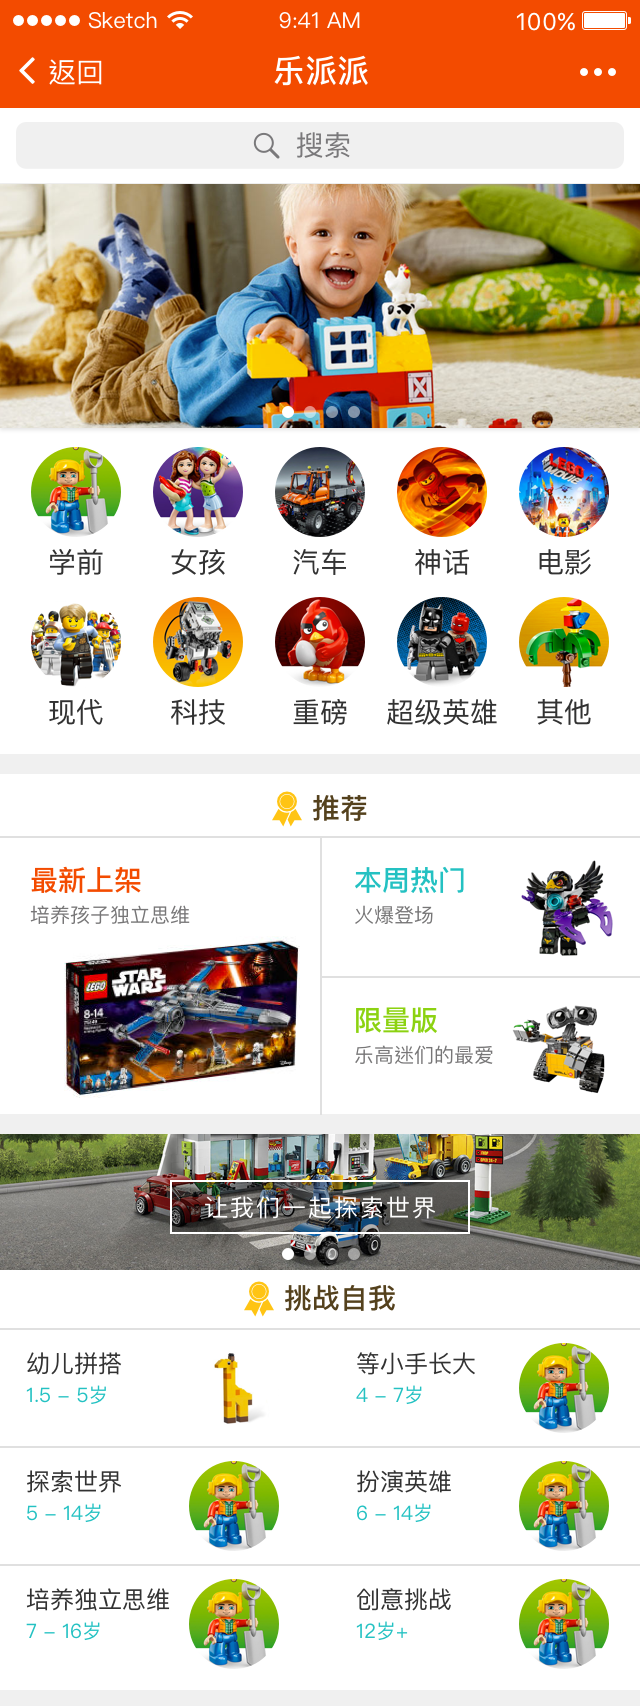 Sketch 9:41 AM 100%
返回 乐派派
搜索
学前 女孩 汽车 神话 电影
现代 科技 重磅 超级英雄 其他
推荐
最新上架
培养孩子独立思维
LEGO STAR WARS
8-14
本周热门
火爆登场
限量版
乐高迷们的最爱
让我们一起探索世界
挑战自我
幼儿拼搭
1.5 – 5岁
等小手长大
4 – 7岁
探索世界
5 – 14岁
扮演英雄
6 – 14岁
培养独立思维
7 – 16岁
创意挑战
12岁+